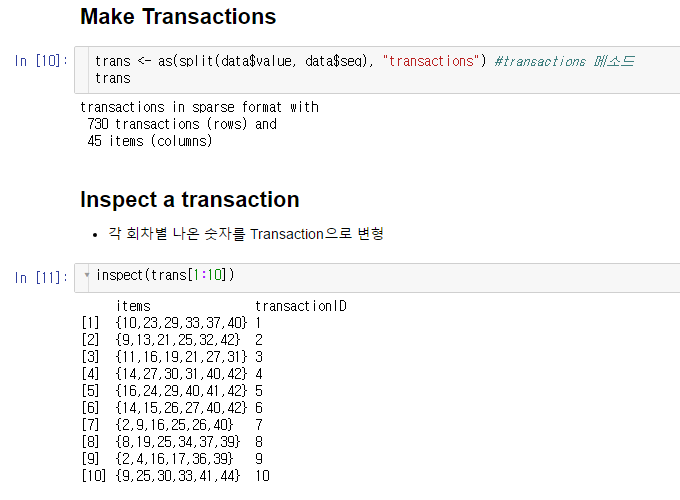 Make Transactions
In [10]: trans <- as(split(data$value, data$seq), "transactions") #transactions 메소드
trans
transactions in sparse format with
730 transactions (rows) and
45 items (columns)
Inspect a transaction
• 각 회차별 나온 숫자를 Transaction으로 변형
In [11]: inspect(trans[1:10])
items transactionID
[1] {10,23,29,33,37,40} 1
[2] {9,13,21,25,32,42} 2
[3] {11,16,19,21,27,31} 3
[4] {14,27,30,31,40,42} 4
[5] {16,24,29,40,41,42} 5
[6] {14,15,26,27,40,42} 6
[7] {2,9,16,25,26,40} 7
[8] {8,19,25,34,37,39} 8
[9] {2,4,16,17,36,39} 9
[10] {9,25,30,33,41,44} 10